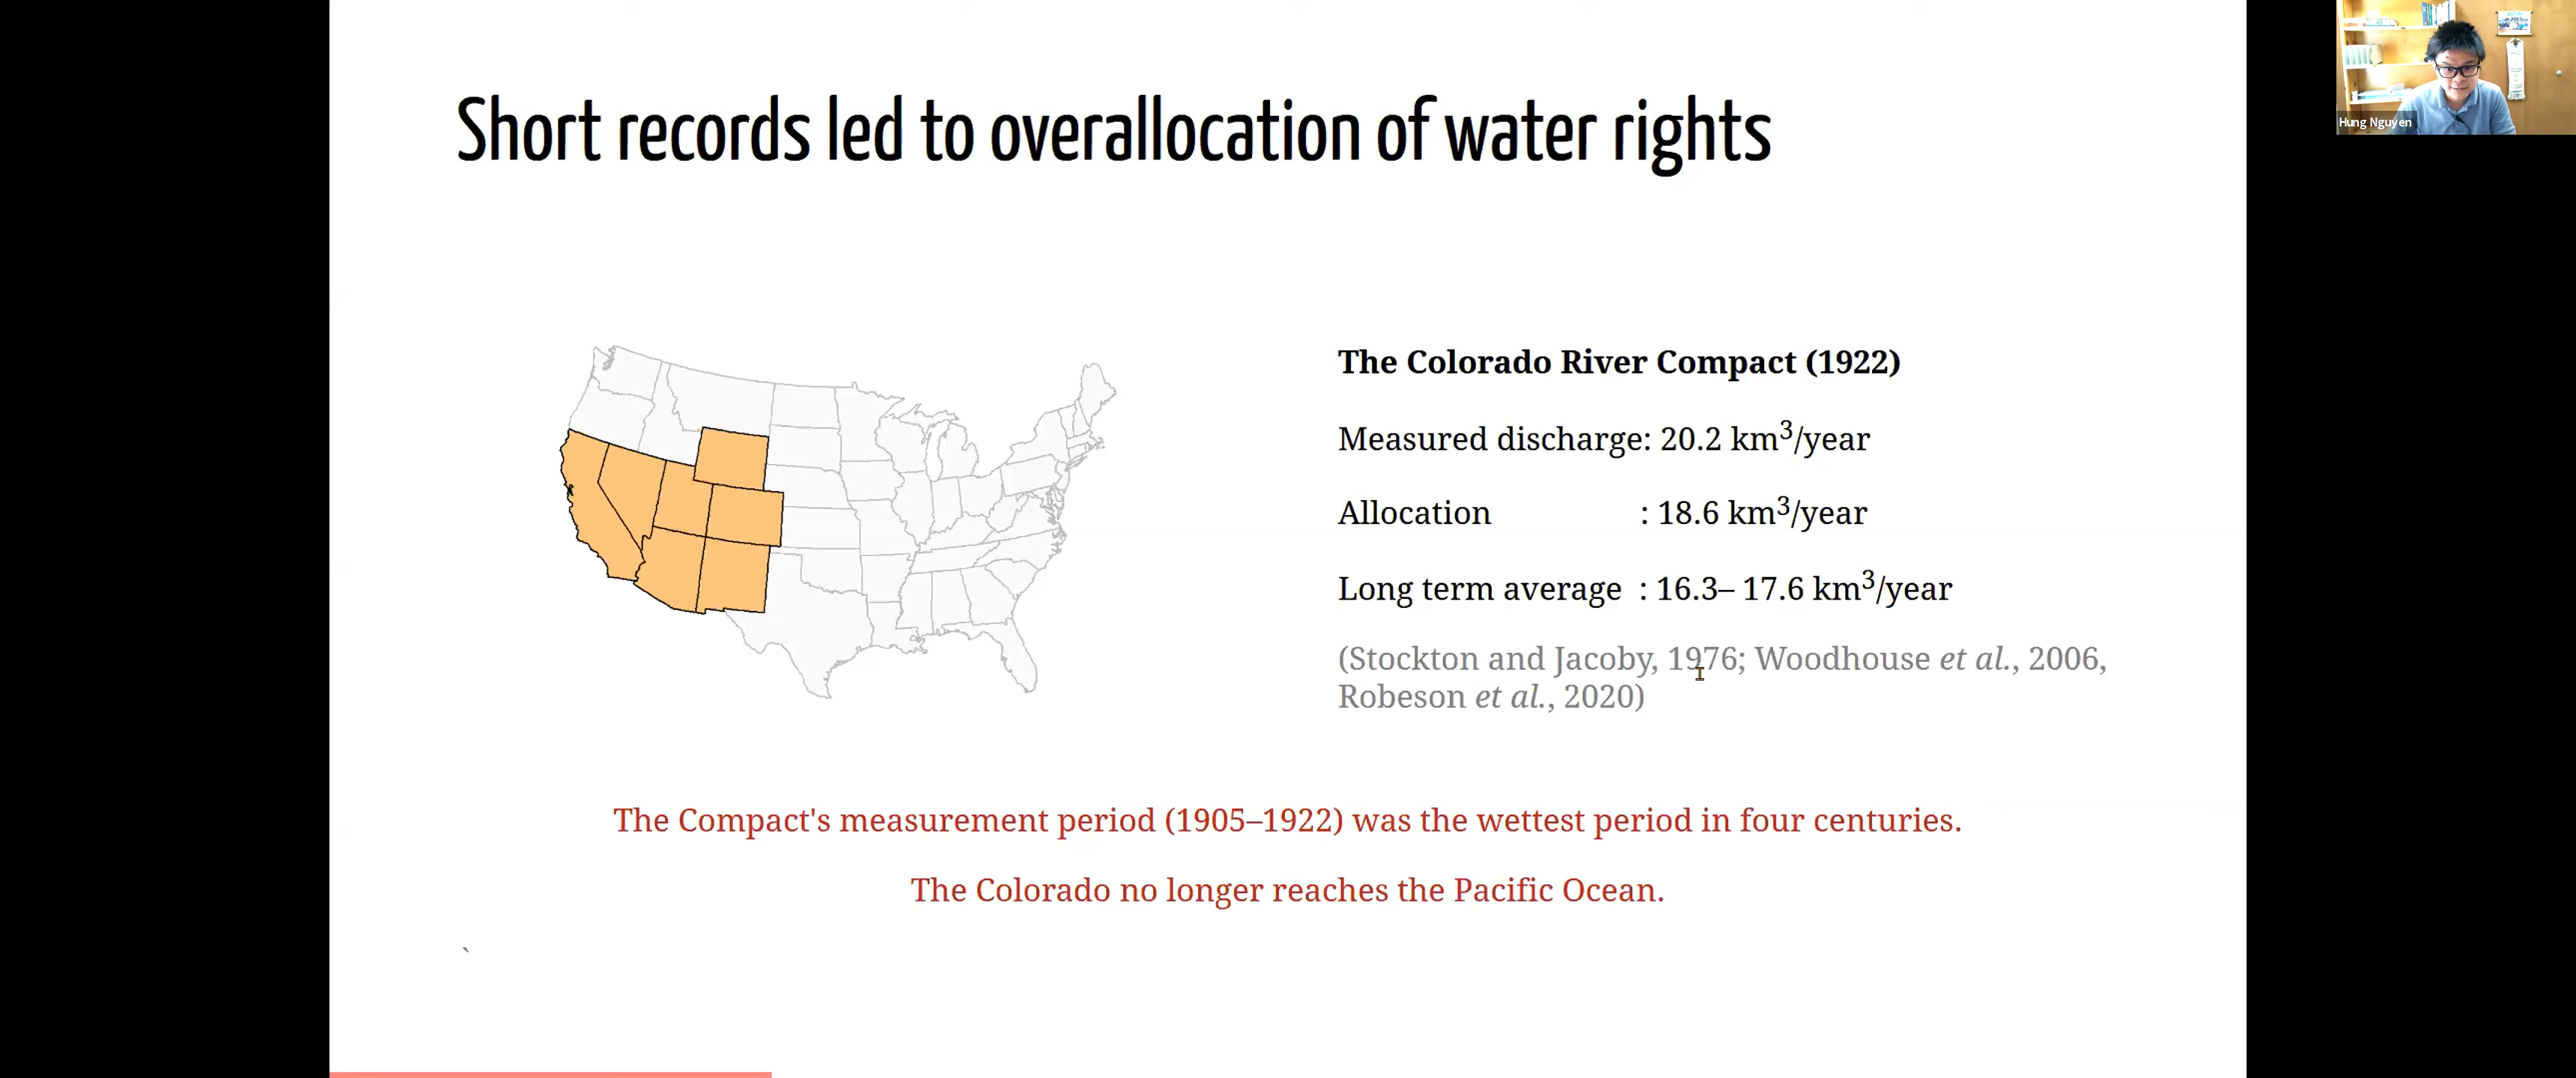 Short records led to overallocation of water rights
Hung Nguyen
The Colorado River Compact (1922)
Measured discharge: 20.2 km³/year
Allocation : 18.6 km³/year
Long term average : 16.3– 17.6 km³/year
(Stockton and Jacoby, 1976; Woodhouse et al., 2006,
Robeson et al., 2020)
The Compact's measurement period (1905–1922) was the wettest period in four centuries.
The Colorado no longer reaches the Pacific Ocean.
`